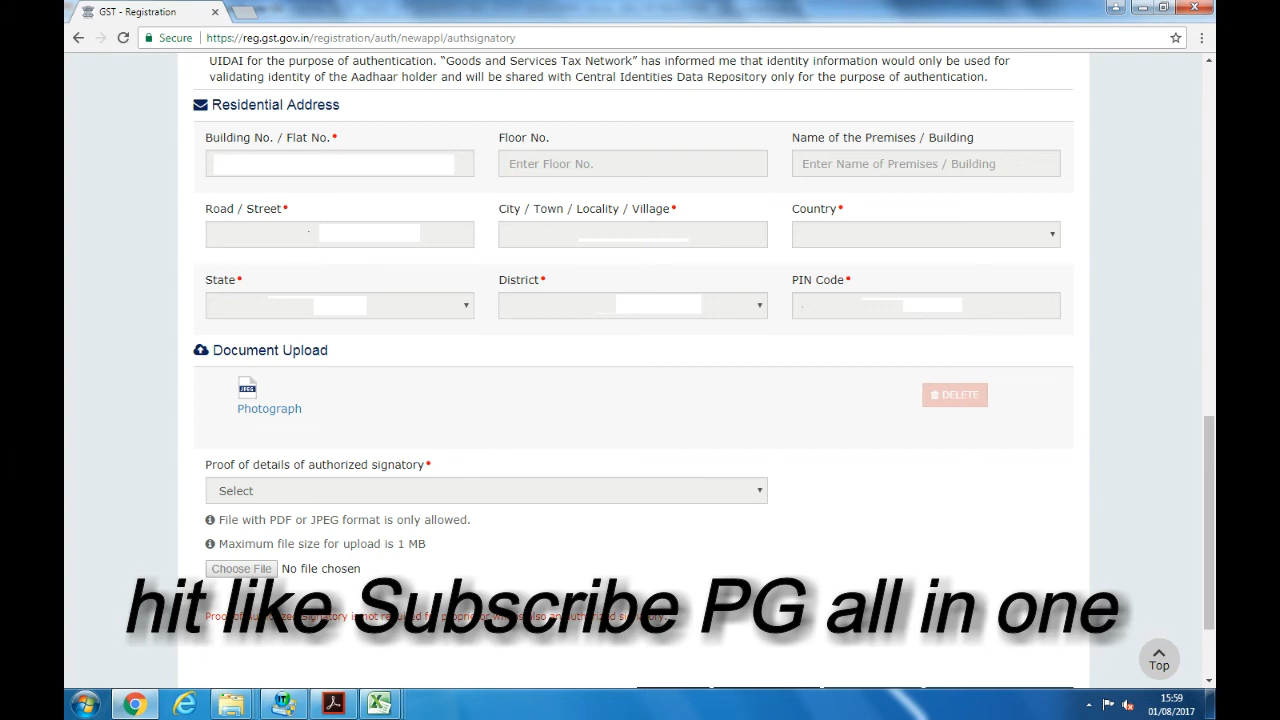 GST - Registration
Secure https://reg.gst.gov.in/registration/auth/newappl/authsignatory
UIDAI for the purpose of authentication. “Goods and Services Tax Network” has informed me that identity information would only be used for
validating identity of the Aadhaar holder and will be shared with Central Identities Data Repository only for the purpose of authentication.
Residential Address
Building No. / Flat No.* Floor No. Name of the Premises / Building
Enter Floor No. Enter Name of Premises / Building
Road / Street* City / Town / Locality / Village* Country*
State* District* PIN Code*
Document Upload
JPEG
Photograph
DELETE
Proof of details of authorized signatory*
Select
File with PDF or JPEG format is only allowed.
Maximum file size for upload is 1 MB
Choose File No file chosen
hit like Subscribe PG all in one
Top
15:59
01/08/2017